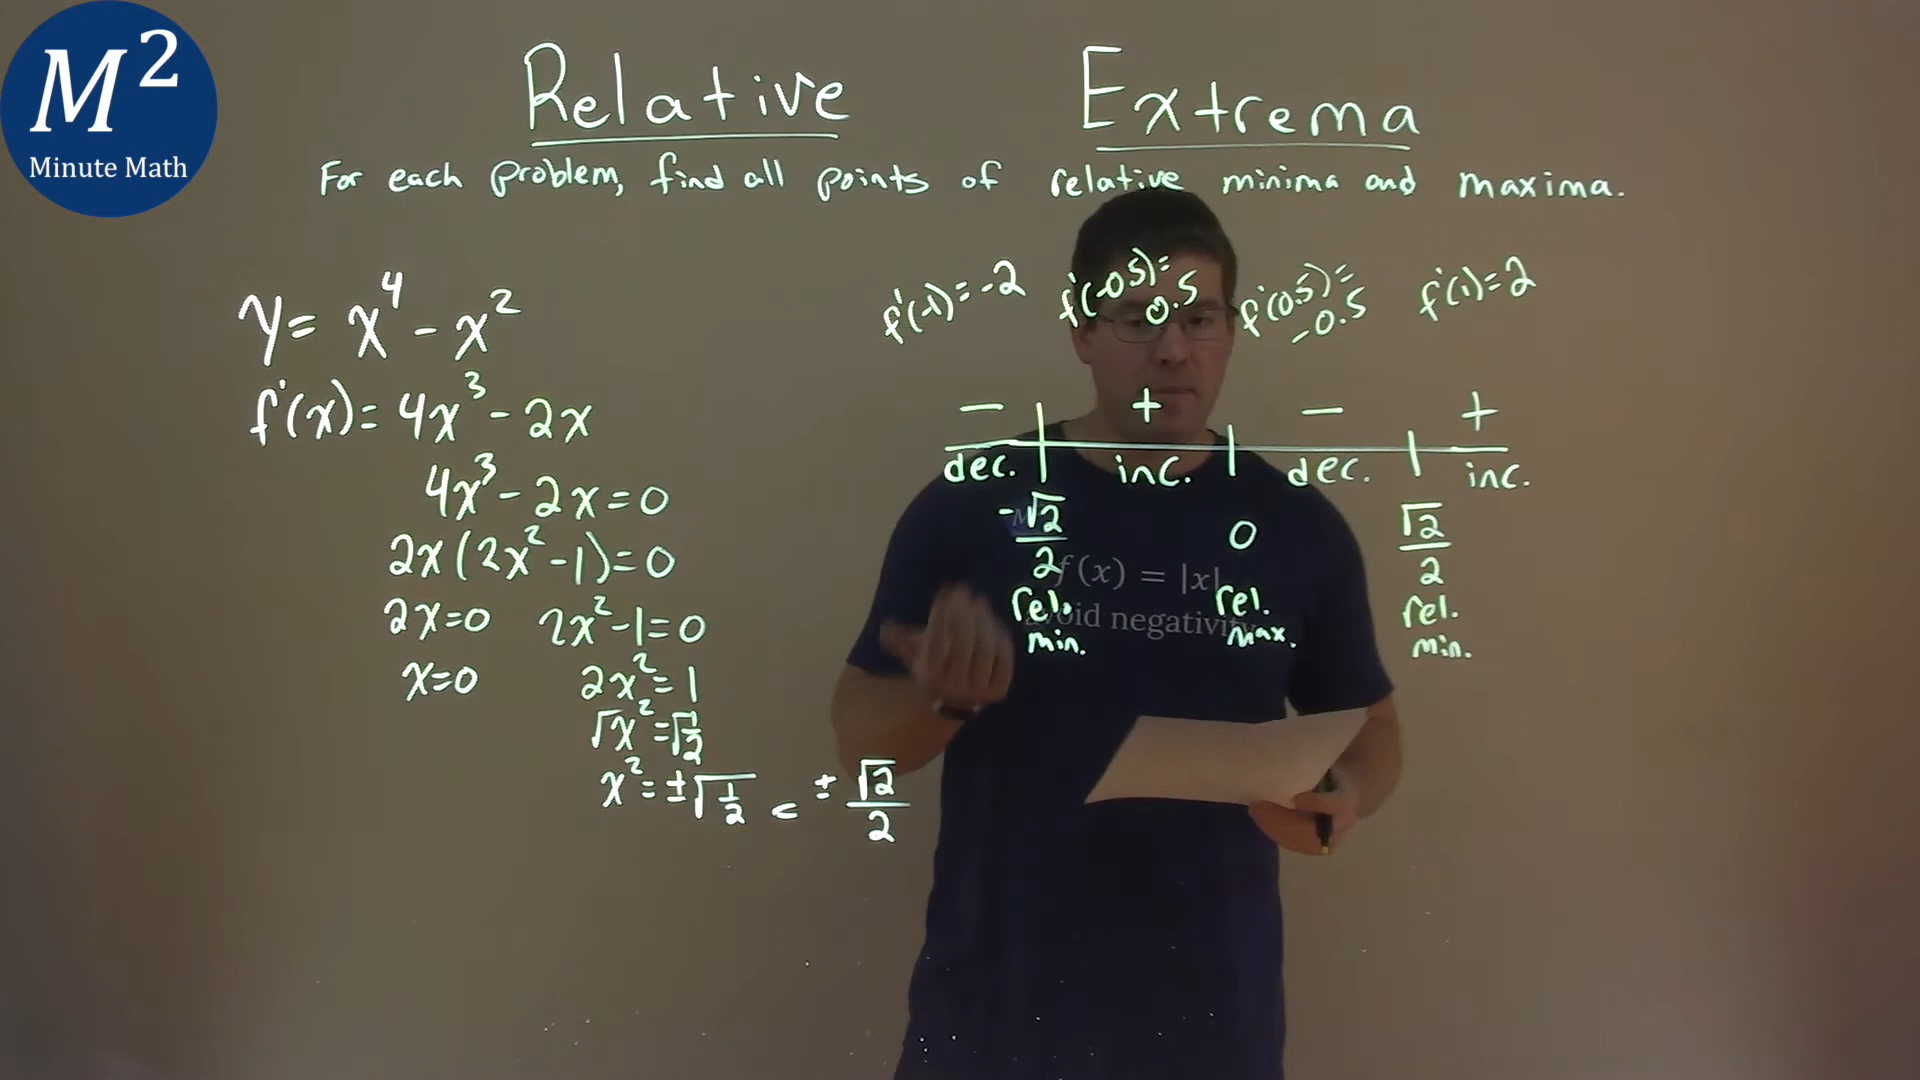 M²
Minute Math
Relative Extrema
For each problem, find all points of relative minima and maxima.
y = x⁴ - x²
f'(x) = 4x³ - 2x
4x³ - 2x = 0
2x(2x² - 1) = 0
2x=0 2x²-1=0
x=0 2x²=1
√x² = √1/2
x² = ±√1/2 = ±√2/2
f'(-1) = -2 f'(-0.5) = 0.5 f'(0.5) = -0.5 f'(1) = 2
- + - +
dec. inc. dec. inc.
-√2/2 0 √2/2
rel. min. rel. max. rel. min.
f(x) = |x|
avoid negativity